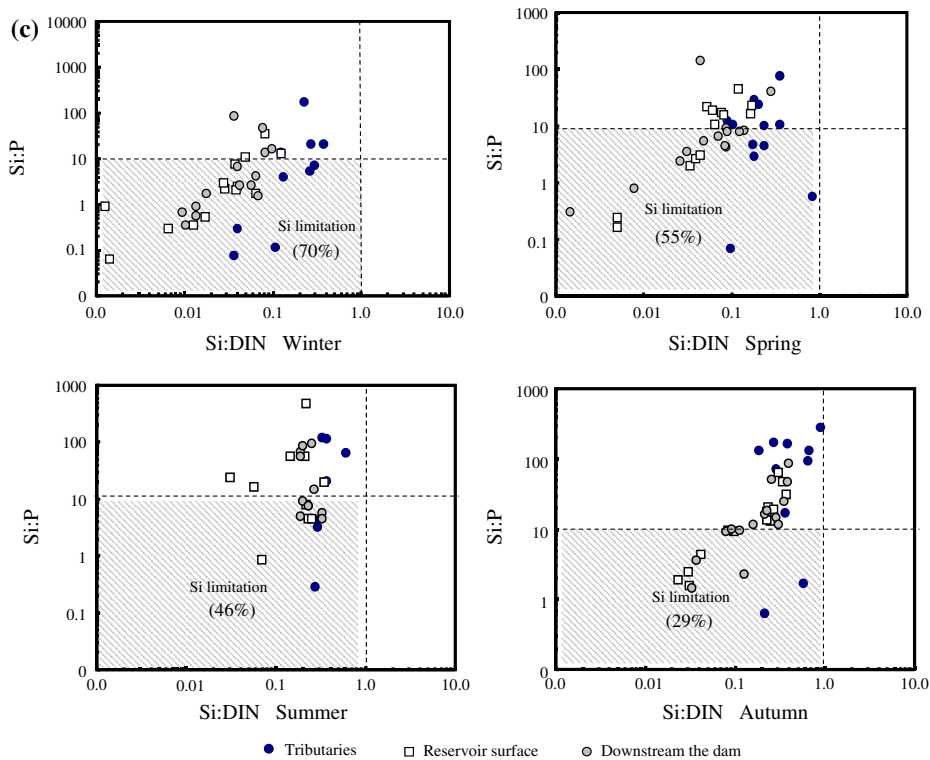 (c)
10000
1000
100
10
1
0.1
0
Si:P
Si limitation
(70%)
0.0
0.01
0.1
1.0
10.0
Si:DIN Winter
1000
100
10
1
0.1
0
Si:P
Si limitation
(55%)
0.0
0.01
0.1
1.0
10.0
Si:DIN Spring
1000
100
10
1
0.1
0
Si:P
Si limitation
(46%)
0.0
0.01
0.1
1.0
10.0
Si:DIN Summer
1000
100
10
1
0
Si:P
Si limitation
(29%)
0.01
0.1
1.0
10.0
Si:DIN Autumn
Tributaries
Reservoir surface
Downstream the dam